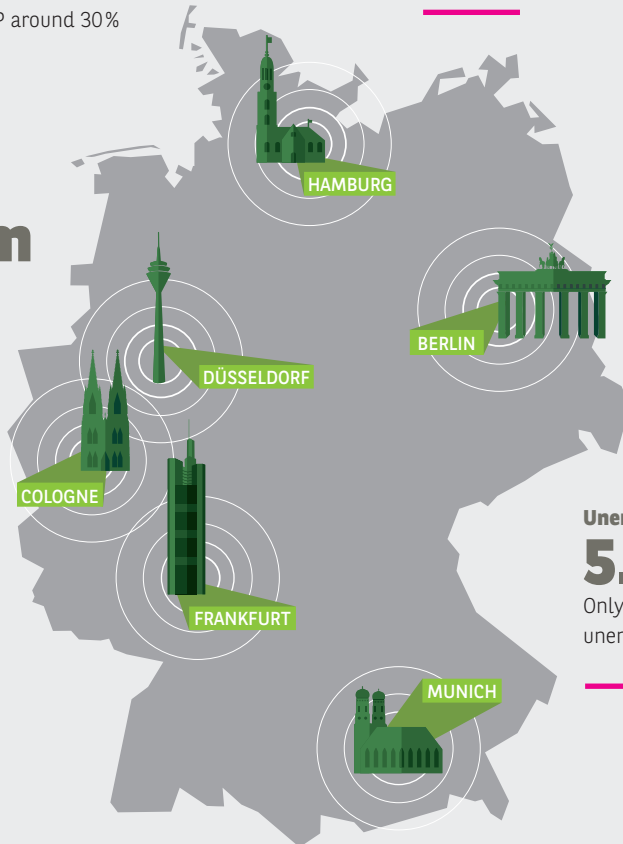 P around 30%
HAMBURG
BERLIN
DÜSSELDORF
COLOGNE
Only
FRANKFURT
MUNICH